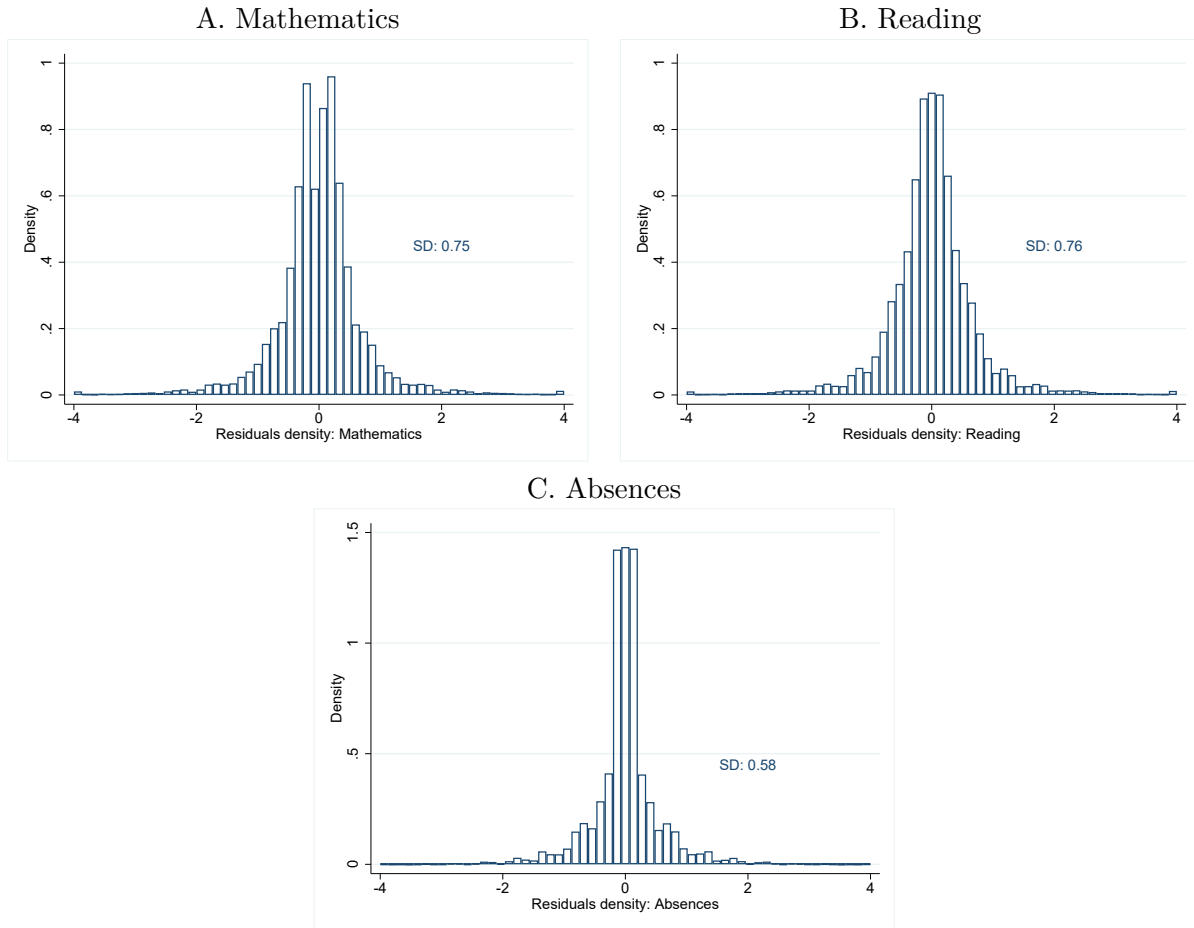 A. Mathematics
Density
1
.8
.6
.4
.2
0
SD: 0.75
-4 -2 0 2 4
Residuals density: Mathematics
B. Reading
Density
1
.8
.6
.4
.2
0
SD: 0.76
-4 -2 0 2 4
Residuals density: Reading
C. Absences
Density
1.5
1
.5
0
SD: 0.58
-4 -2 0 2 4
Residuals density: Absences